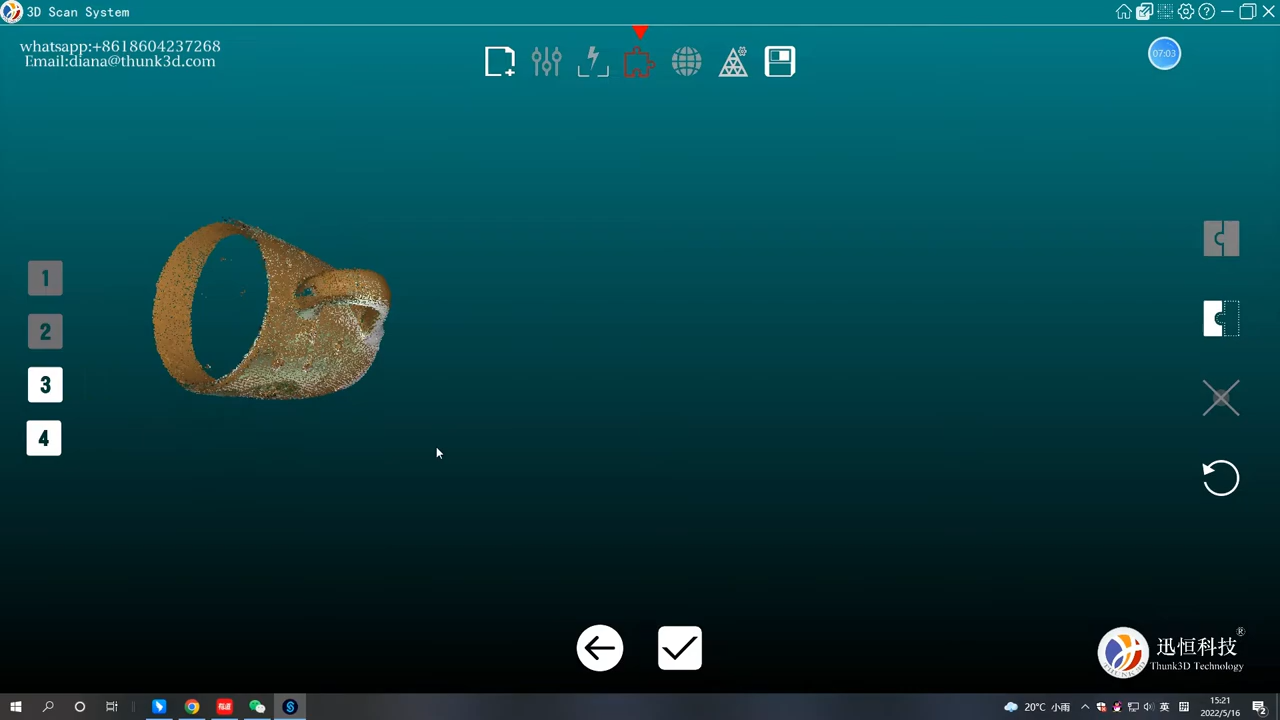 3D Scan System
whatsapp:+8618604237268
Email:diana@thunk3d.com
07:03
1
2
3
4
迅恒科技®
Thunk3D Technology
20°C 小雨
英
拼
15:21
2022/5/16
2